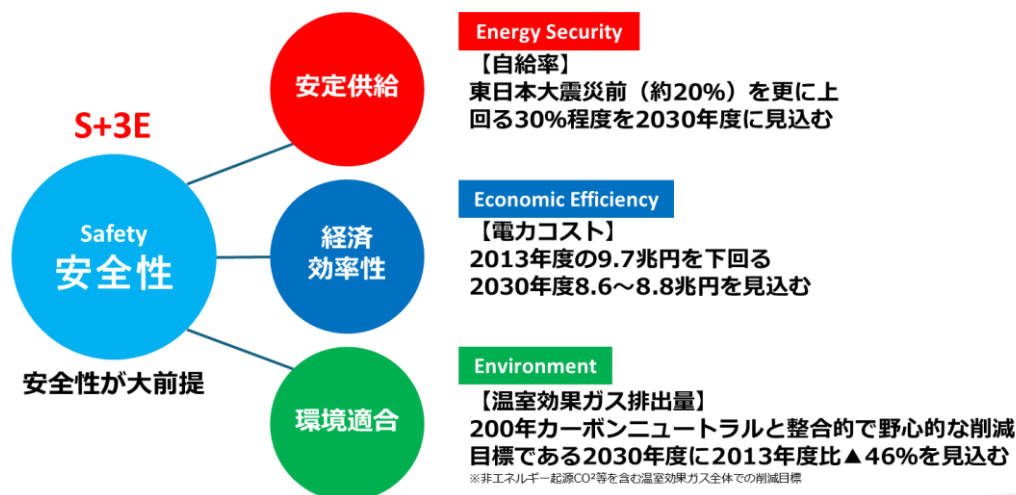 S+3E
Safety
安全性
安全性が大前提
安定供給
Energy Security
【自給率】
東日本大震災前（約20%）を更に上
回る30%程度を2030年度に見込む
経済
効率性
Economic Efficiency
【電力コスト】
2013年度の9.7兆円を下回る
2030年度8.6～8.8兆円を見込む
環境適合
Environment
【温室効果ガス排出量】
200年カーボンニュートラルと整合的で野心的な削減
目標である2030年度に2013年度比▲46%を見込む
※非エネルギー起源CO²等を含む温室効果ガス全体での削減目標